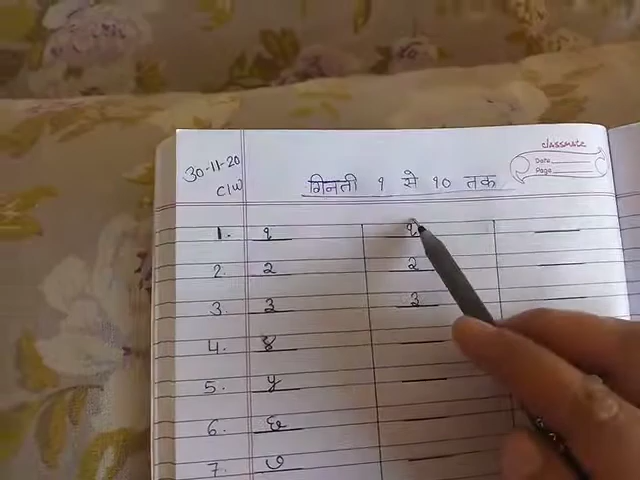 classmate
Date
Page
30-11-20
C/W
गिनती १ से १० तक
1. १ १
2. २ २
3. ३ ३
4. ४
5. ५
6. ६
7. ७